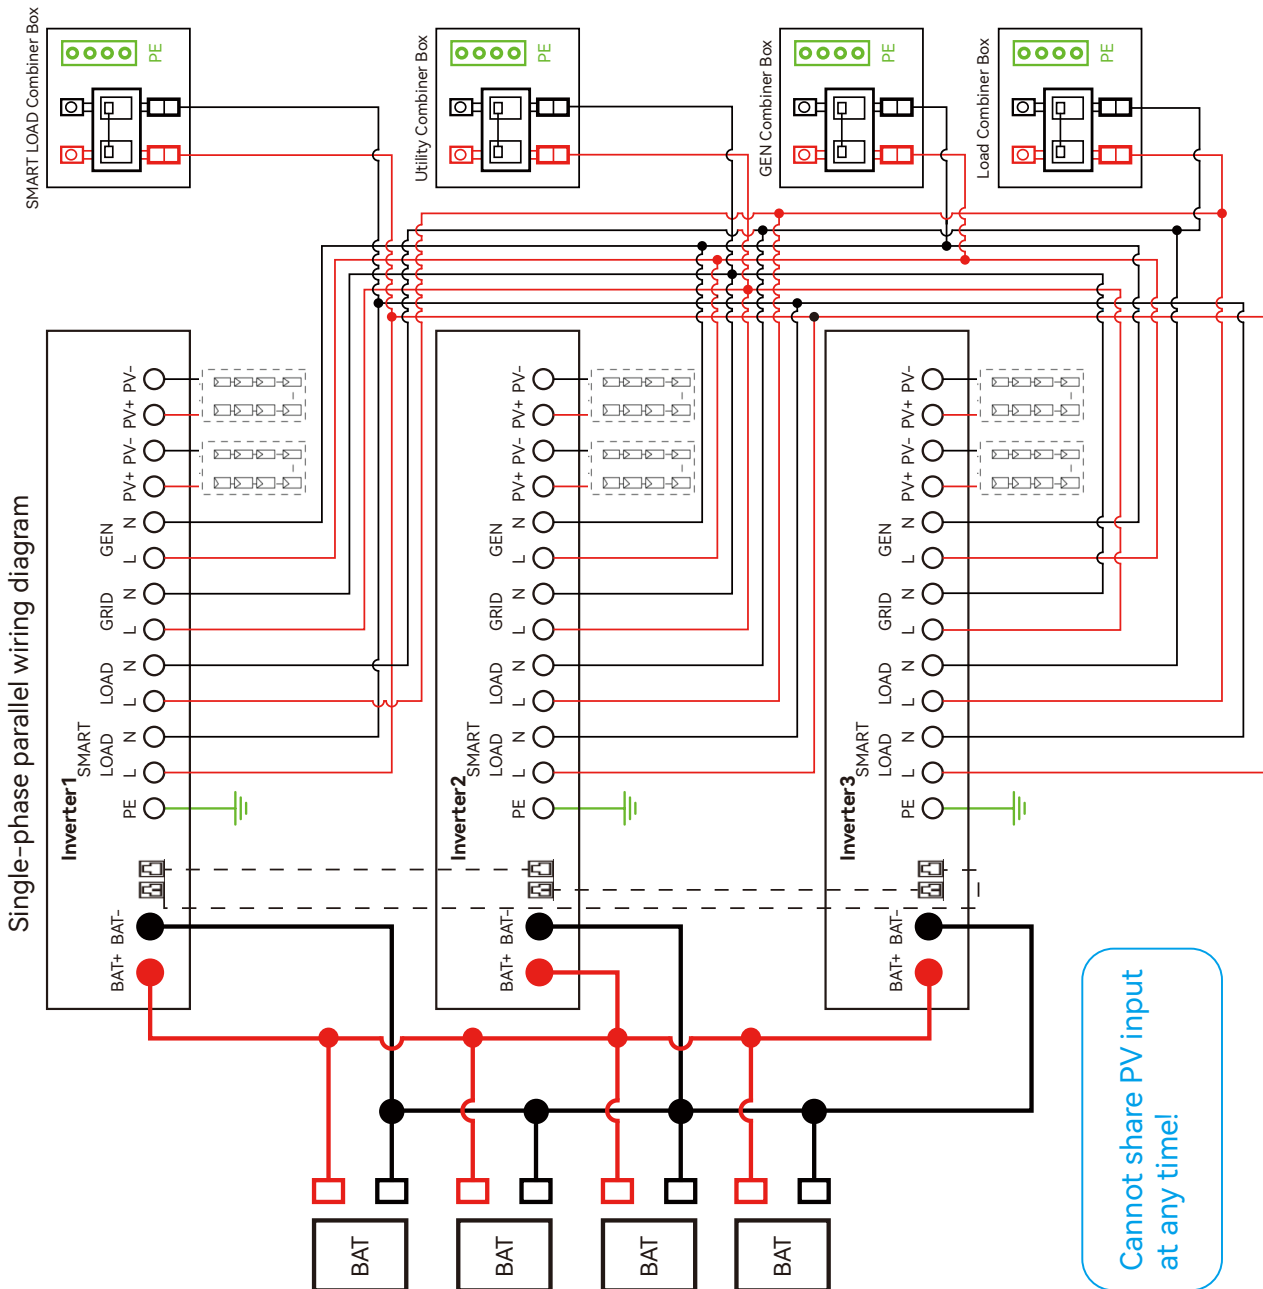 Single-phase parallel wiring diagram
SMART LOAD Combiner Box
PE
Utility Combiner Box
PE
GEN Combiner Box
PE
Load Combiner Box
PE
Inverter1
BAT+ BAT-
PE
SMART
LOAD
L N
LOAD
L N
GRID
L N
GEN
L N
PV+ PV- PV+ PV-
Inverter2
BAT+ BAT-
PE
SMART
LOAD
L N
LOAD
L N
GRID
L N
GEN
L N
PV+ PV- PV+ PV-
Inverter3
BAT+ BAT-
PE
SMART
LOAD
L N
LOAD
L N
GRID
L N
GEN
L N
PV+ PV- PV+ PV-
BAT
BAT
BAT
BAT
Cannot share PV input
at any time!